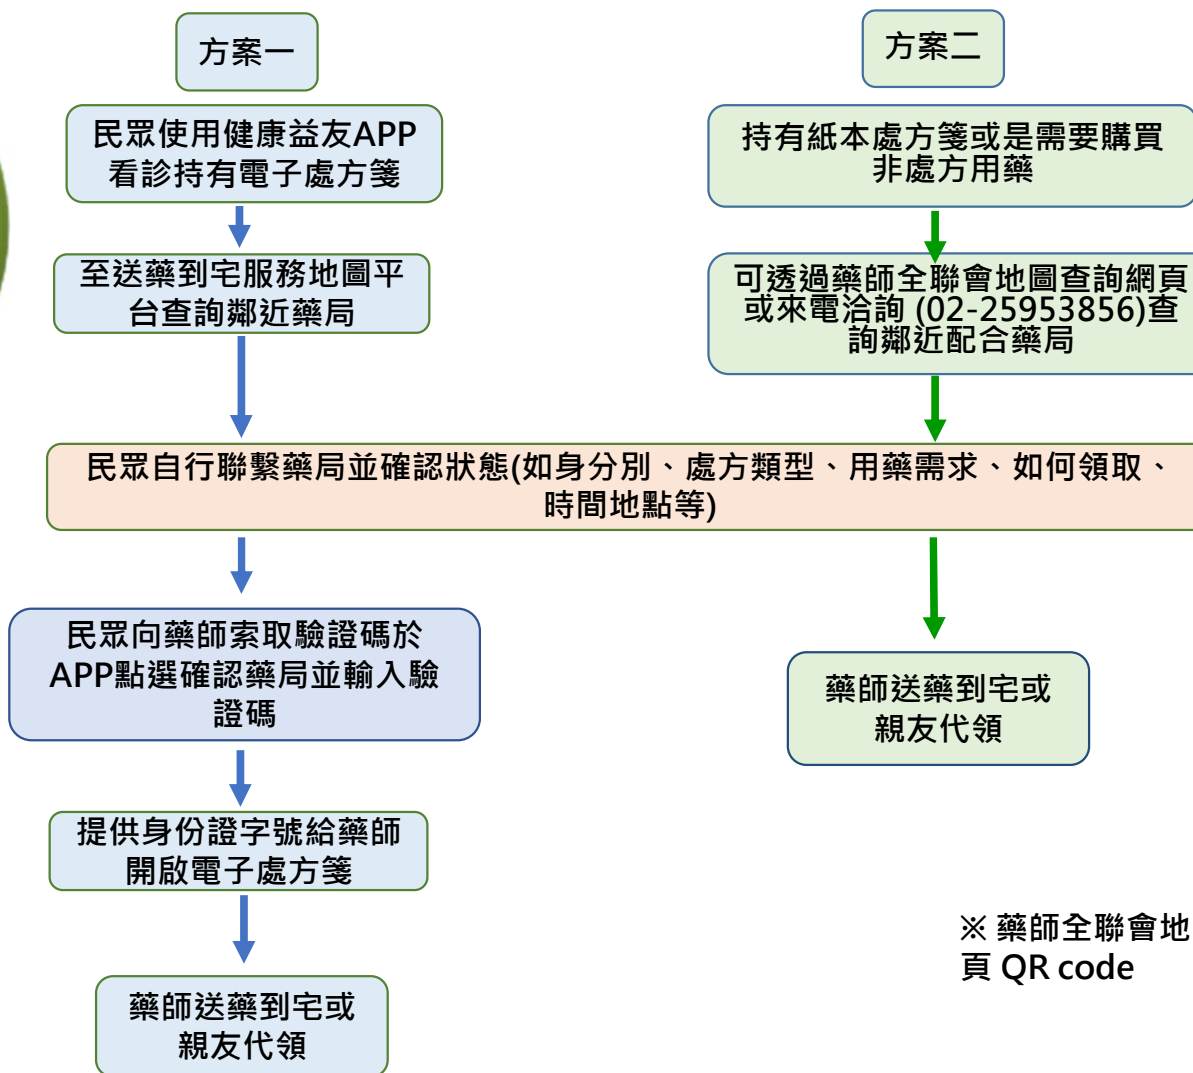 方案一
民眾使用健康益友APP
看診持有電子處方箋
至送藥到宅服務地圖平
台查詢鄰近藥局
方案二
持有紙本處方箋或是需要購買
非處方用藥
可透過藥師全聯會地圖查詢網頁
或來電洽詢 (02-25953856)查
詢鄰近配合藥局
民眾自行聯繫藥局並確認狀態(如身分別、處方類型、用藥需求、如何領取、
時間地點等)
民眾向藥師索取驗證碼於
APP點選確認藥局並輸入驗
證碼
提供身份證字號給藥師
開啟電子處方箋
藥師送藥到宅或
親友代領
藥師送藥到宅或
親友代領
※ 藥師全聯會地
頁 QR code